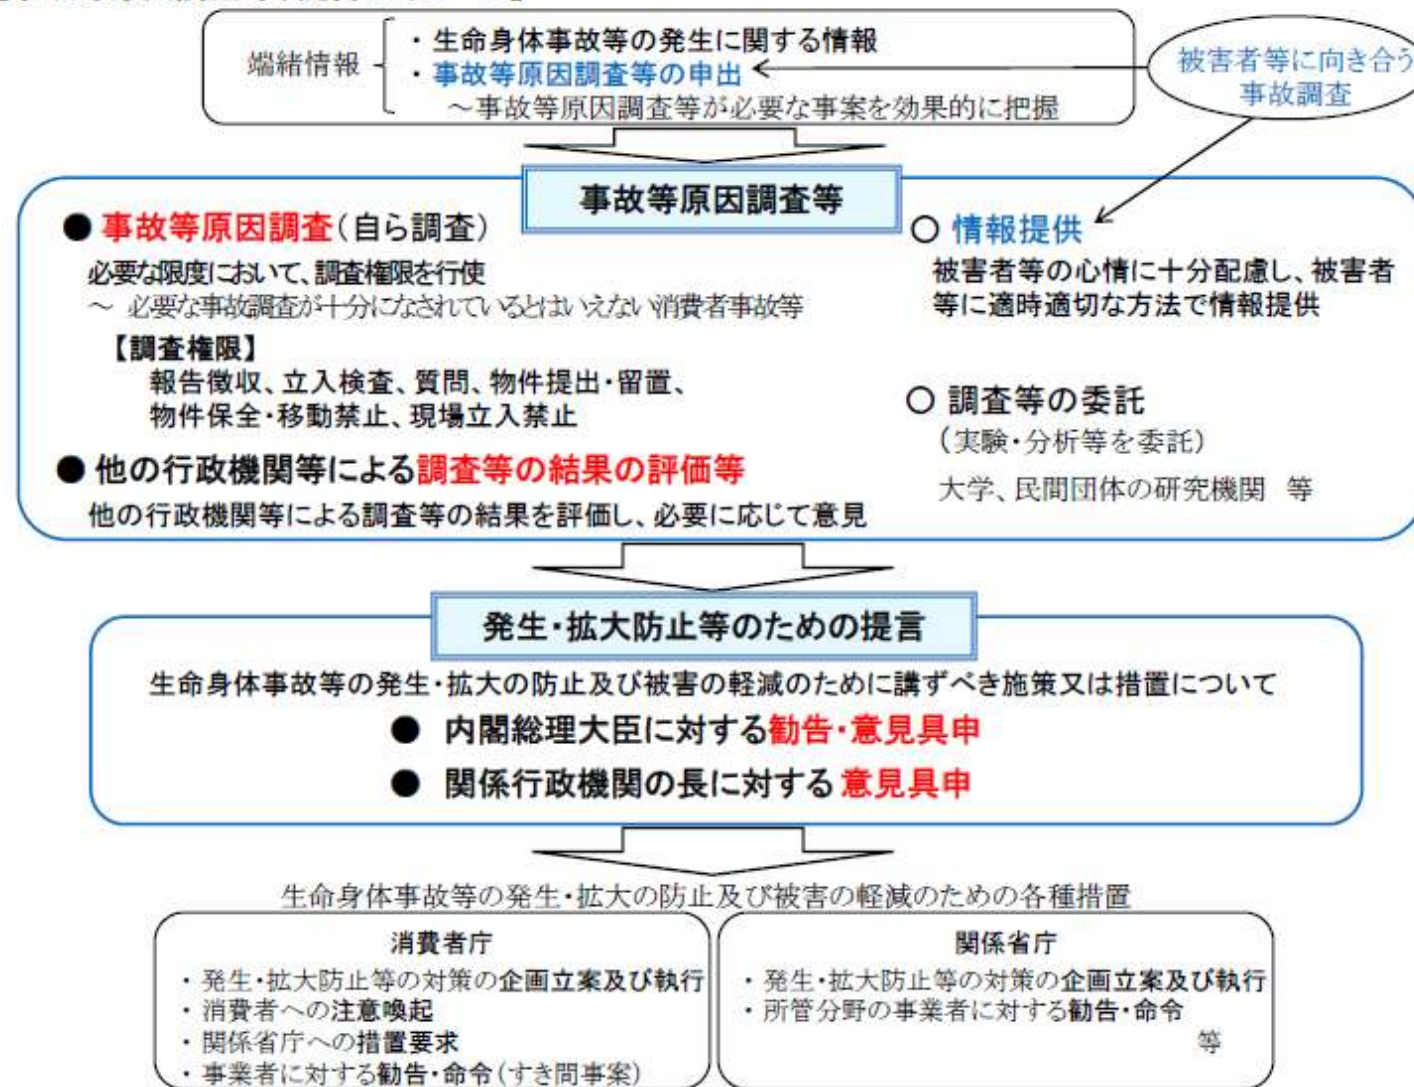 端緒情報
・生命身体事故等の発生に関する情報
・事故等原因調査等の申出
～事故等原因調査等が必要な事案を効果的に把握
被害者等に向き合う
事故調査
事故等原因調査等
● 事故等原因調査(自ら調査)
必要な限度において、調査権限を行使
～ 必要な事故調査が十分になされているとはいえない消費者事故等
【調査権限】
報告徴収、立入検査、質問、物件提出・留置、
物件保全・移動禁止、現場立入禁止
● 他の行政機関等による調査等の結果の評価等
他の行政機関等による調査等の結果を評価し、必要に応じて意見
○ 情報提供
被害者等の心情に十分配慮し、被害者
等に適時適切な方法で情報提供
○ 調査等の委託
(実験・分析等を委託)
大学、民間団体の研究機関 等
発生・拡大防止等のための提言
生命身体事故等の発生・拡大の防止及び被害の軽減のために講ずべき施策又は措置について
● 内閣総理大臣に対する勧告・意見具申
● 関係行政機関の長に対する意見具申
生命身体事故等の発生・拡大の防止及び被害の軽減のための各種措置
消費者庁
・発生・拡大防止等の対策の企画立案及び執行
・消費者への注意喚起
・関係省庁への措置要求
・事業者に対する勧告・命令(すき間事案)
関係省庁
・発生・拡大防止等の対策の企画立案及び執行
・所管分野の事業者に対する勧告・命令
等